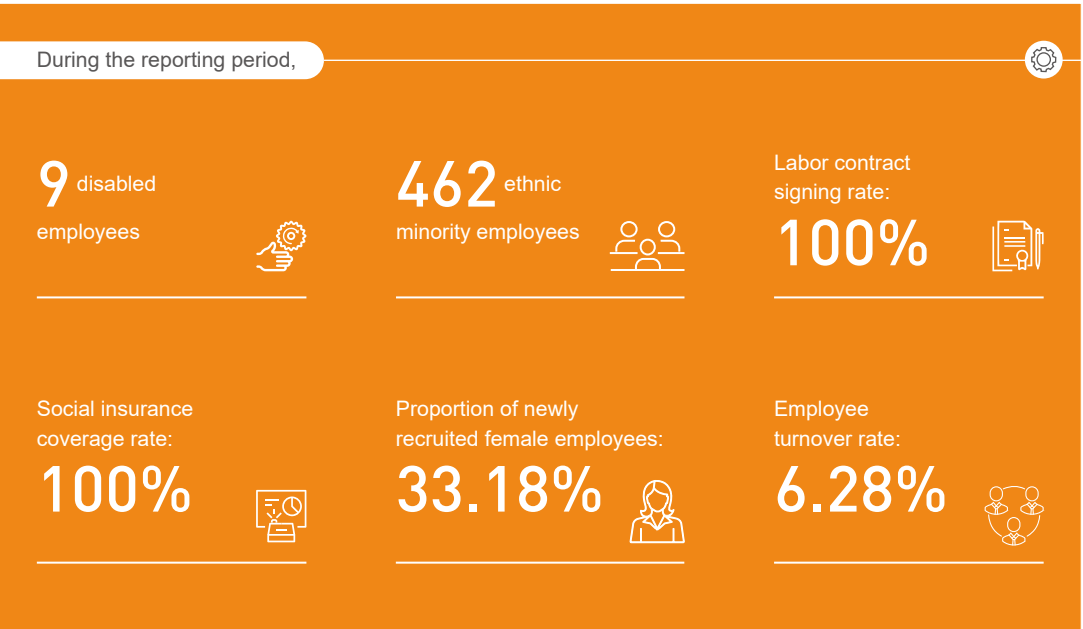 During the reporting period,
9 disabled
employees
462 ethnic
minority employees
Labor contract
signing rate:
100%
Social insurance
coverage rate:
100%
Proportion of newly
recruited female employees:
33.18%
Employee
turnover rate:
6.28%